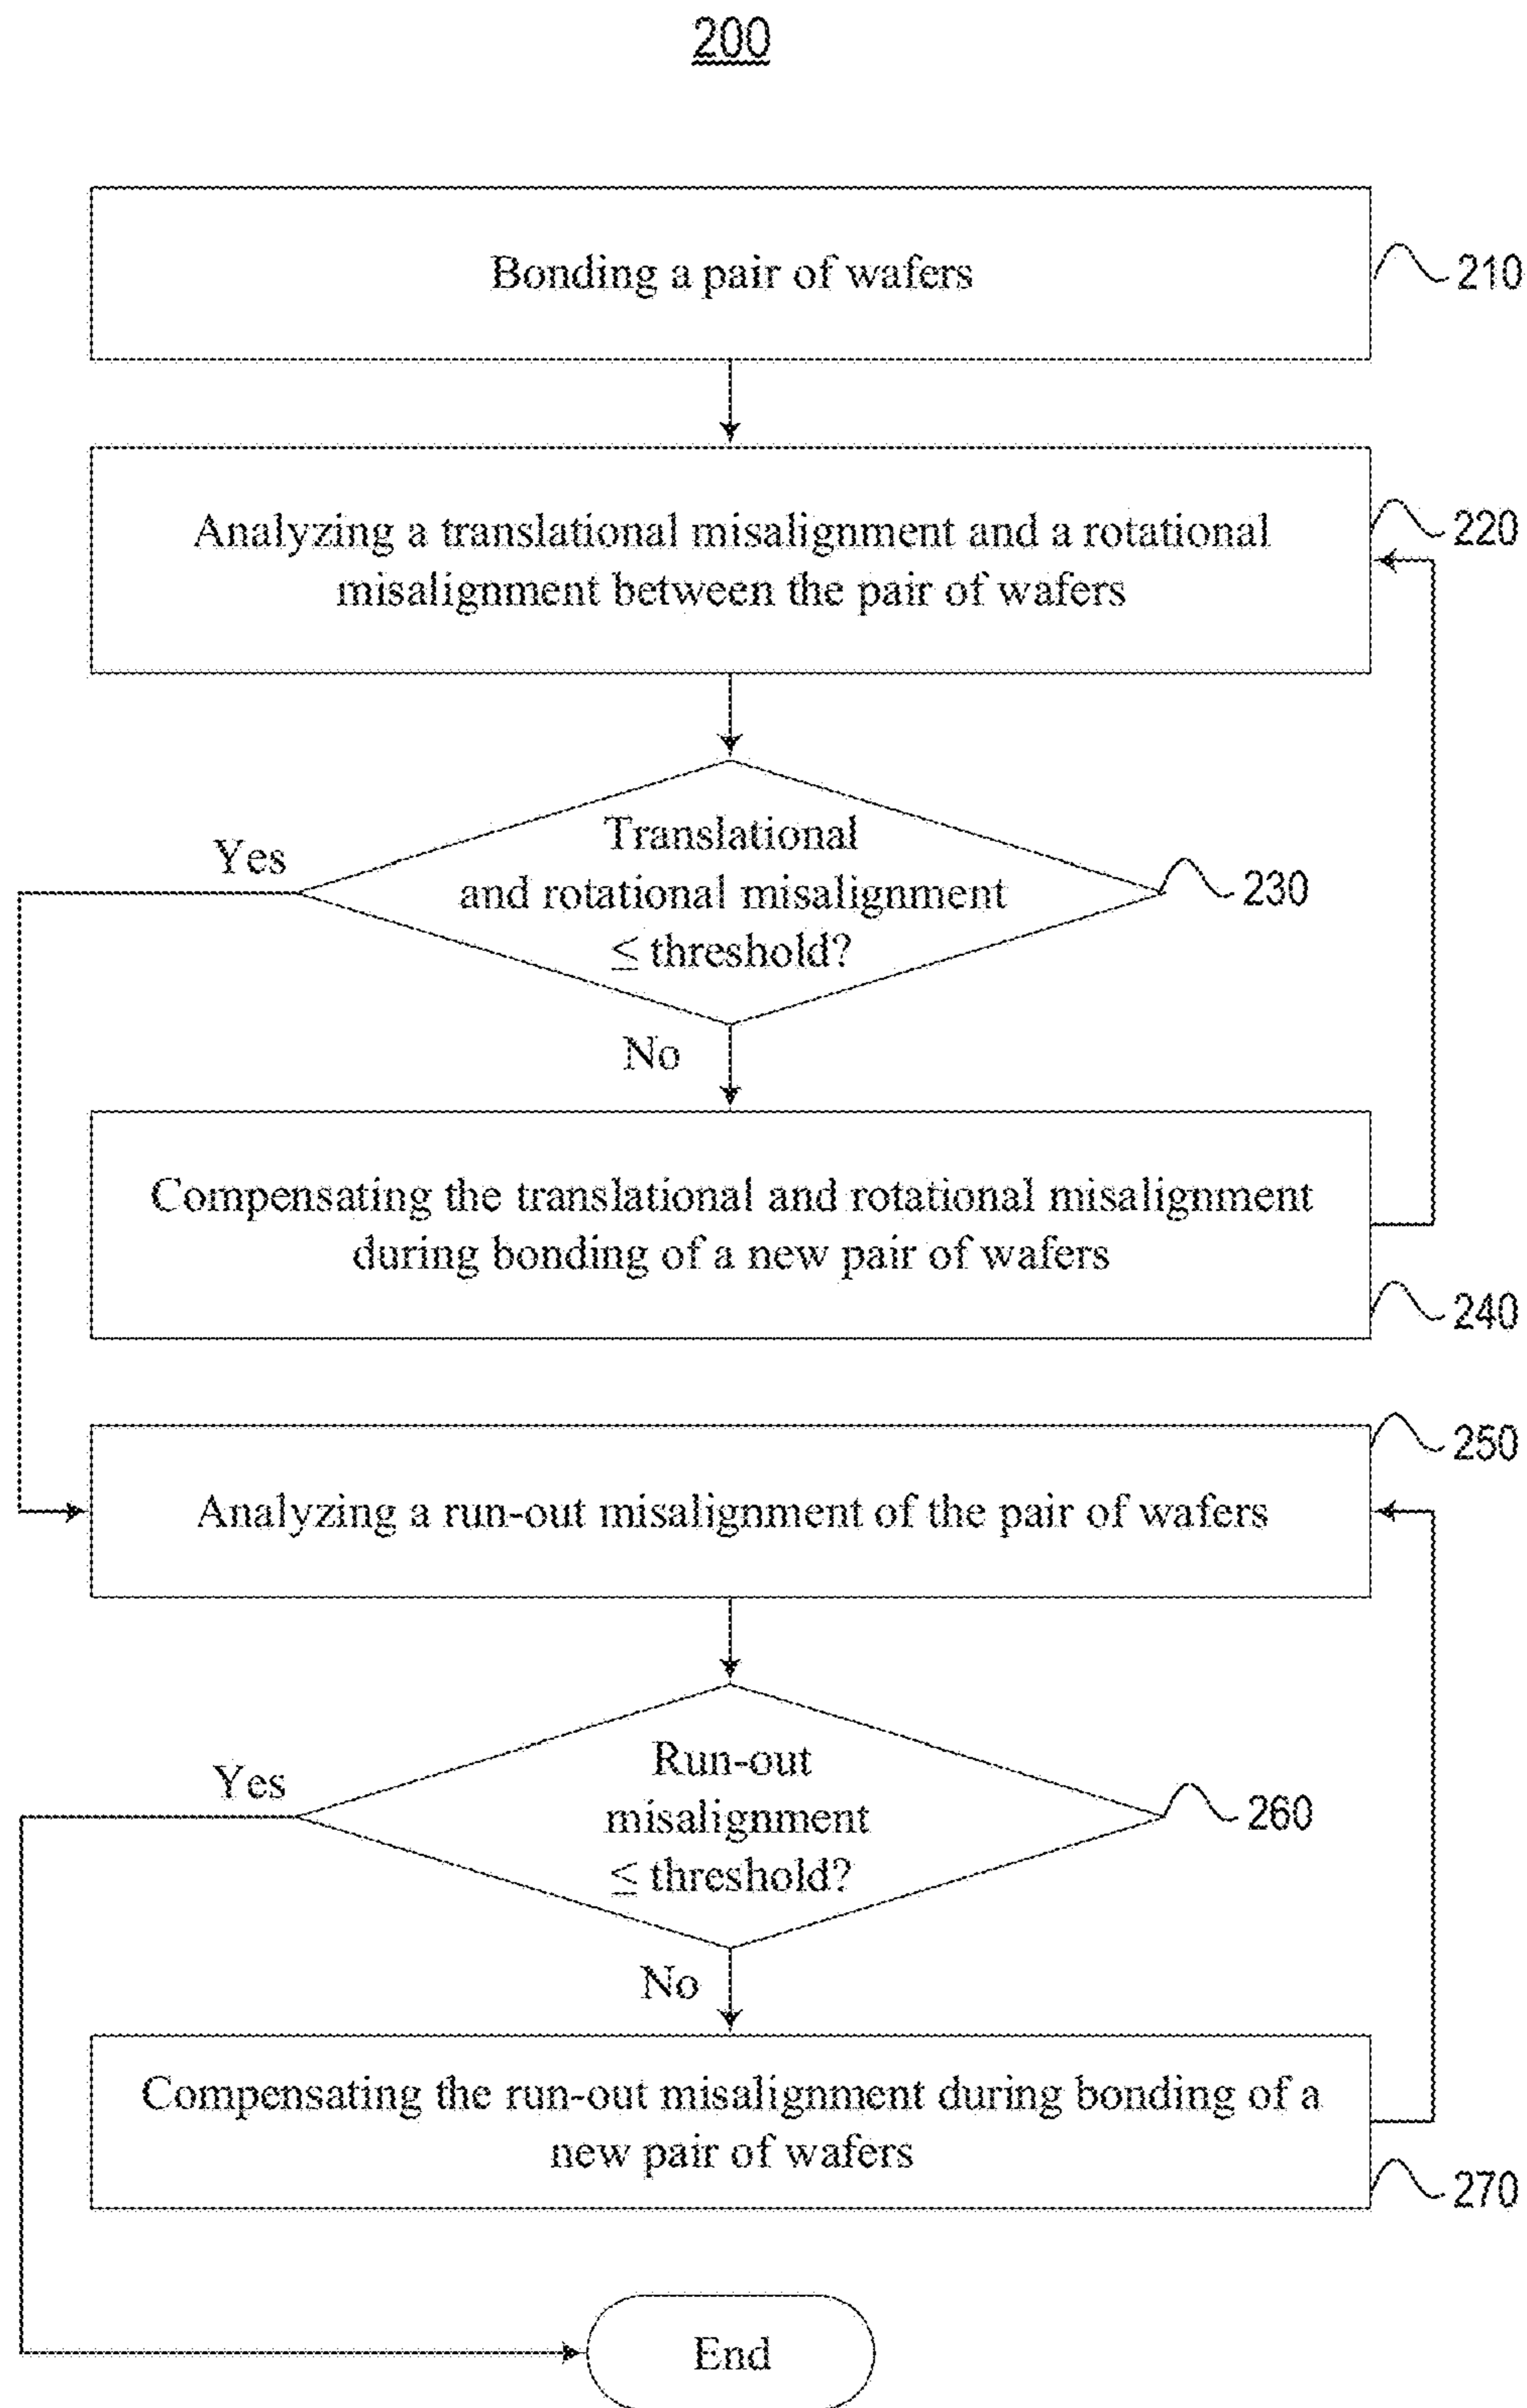 200
Bonding a pair of wafers
210
Analyzing a translational misalignment and a rotational
misalignment between the pair of wafers
220
Translational
and rotational misalignment
≤ threshold?
230
Yes
No
Compensating the translational and rotational misalignment
during bonding of a new pair of wafers
240
250
Analyzing a run-out misalignment of the pair of wafers
Run-out
misalignment
≤ threshold?
260
Yes
No
Compensating the run-out misalignment during bonding of a
new pair of wafers
270
End